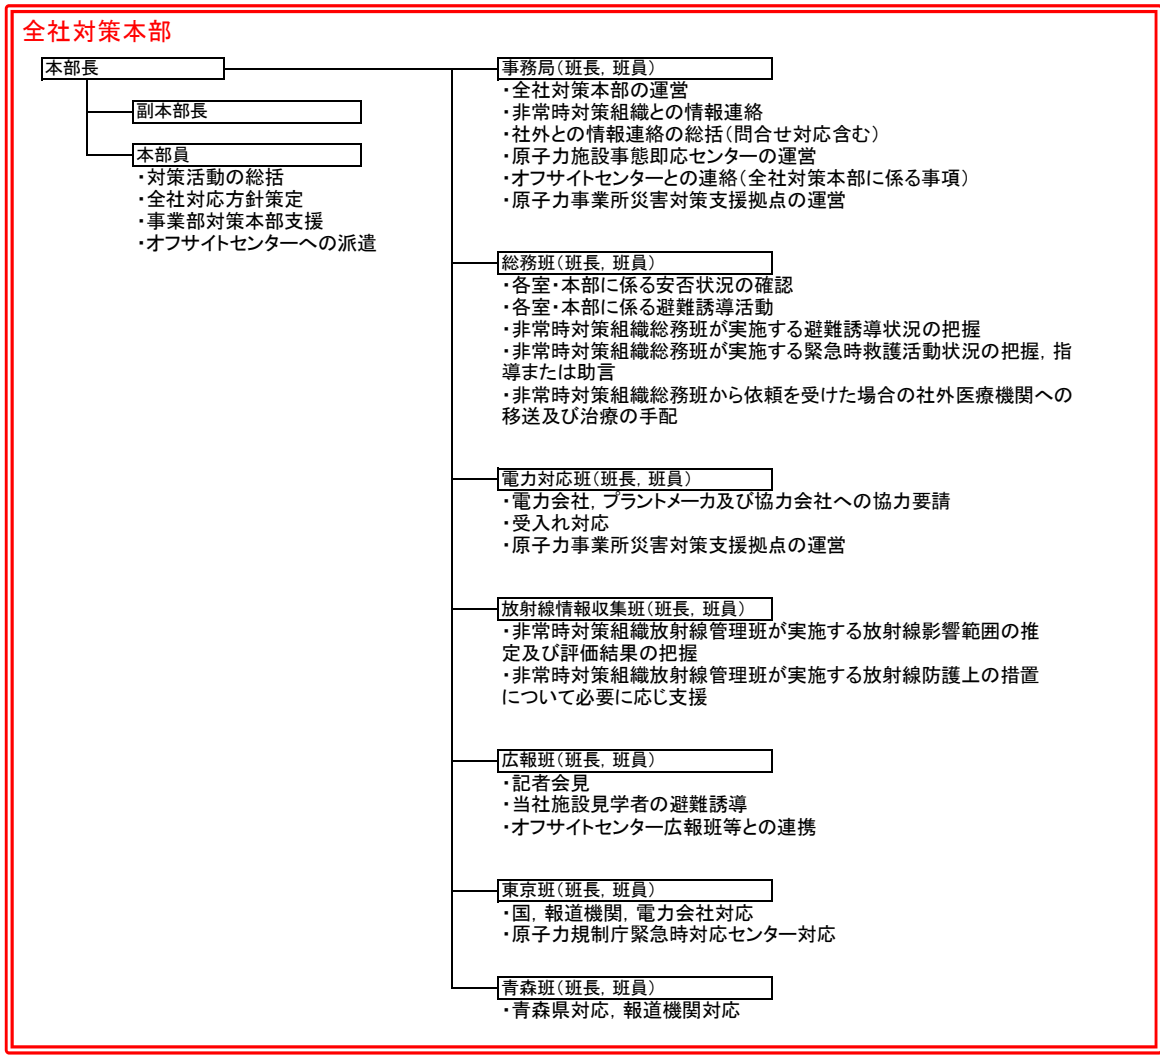 全社対策本部
本部長
副本部長
本部員
・対策活動の総括
・全社対応方針策定
・事業部対策本部支援
・オフサイトセンターへの派遣
事務局(班長, 班員)
・全社対策本部の運営
・非常時対策組織との情報連絡
・社外との情報連絡の総括(問合せ対応含む)
・原子力施設事態即応センターの運営
・オフサイトセンターとの連絡(全社対策本部に係る事項)
・原子力事業所災害対策支援拠点の運営
総務班(班長, 班員)
・各室・本部に係る安否状況の確認
・各室・本部に係る避難誘導活動
・非常時対策組織総務班が実施する避難誘導状況の把握
・非常時対策組織総務班が実施する緊急時救護活動状況の把握, 指
導または助言
・非常時対策組織総務班から依頼を受けた場合の社外医療機関への
移送及び治療の手配
電力対応班(班長, 班員)
・電力会社, プラントメーカ及び協力会社への協力要請
・受入れ対応
・原子力事業所災害対策支援拠点の運営
放射線情報収集班(班長, 班員)
・非常時対策組織放射線管理班が実施する放射線影響範囲の推
定及び評価結果の把握
・非常時対策組織放射線管理班が実施する放射線防護上の措置
について必要に応じ支援
広報班(班長, 班員)
・記者会見
・当社施設見学者の避難誘導
・オフサイトセンター広報班等との連携
東京班(班長, 班員)
・国, 報道機関, 電力会社対応
・原子力規制庁緊急時対応センター対応
青森班(班長, 班員)
・青森県対応, 報道機関対応